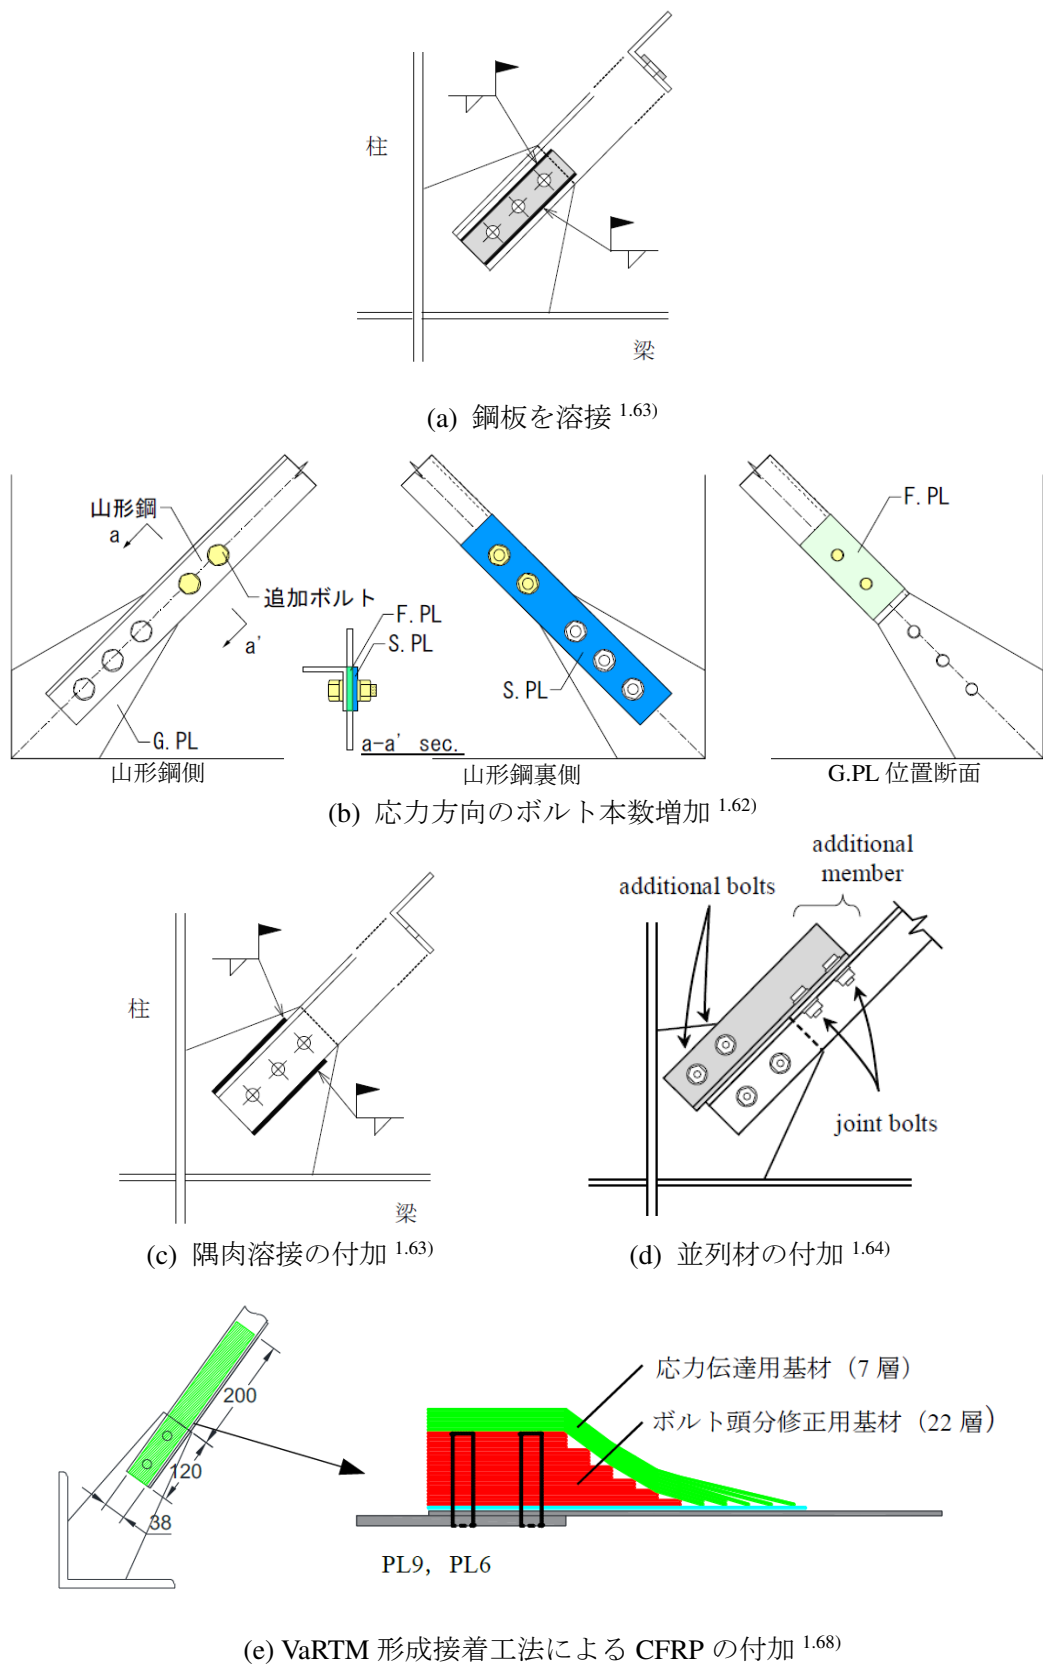 柱
梁
(a) 鋼板を溶接 1.63)
山形鋼
a
追加ボルト
a'
G.PL
F.PL
S.PL
a-a' sec.
S.PL
F.PL
山形鋼側
山形鋼裏側
G.PL 位置断面
(b) 応力方向のボルト本数増加 1.62)
柱
梁
(c) 隅肉溶接の付加 1.63)
additional
member
additional bolts
joint bolts
(d) 並列材の付加 1.64)
200
120
38
応力伝達用基材（7 層）
ボルト頭分修正用基材（22 層）
PL9，PL6
(e) VaRTM 形成接着工法による CFRP の付加 1.68)